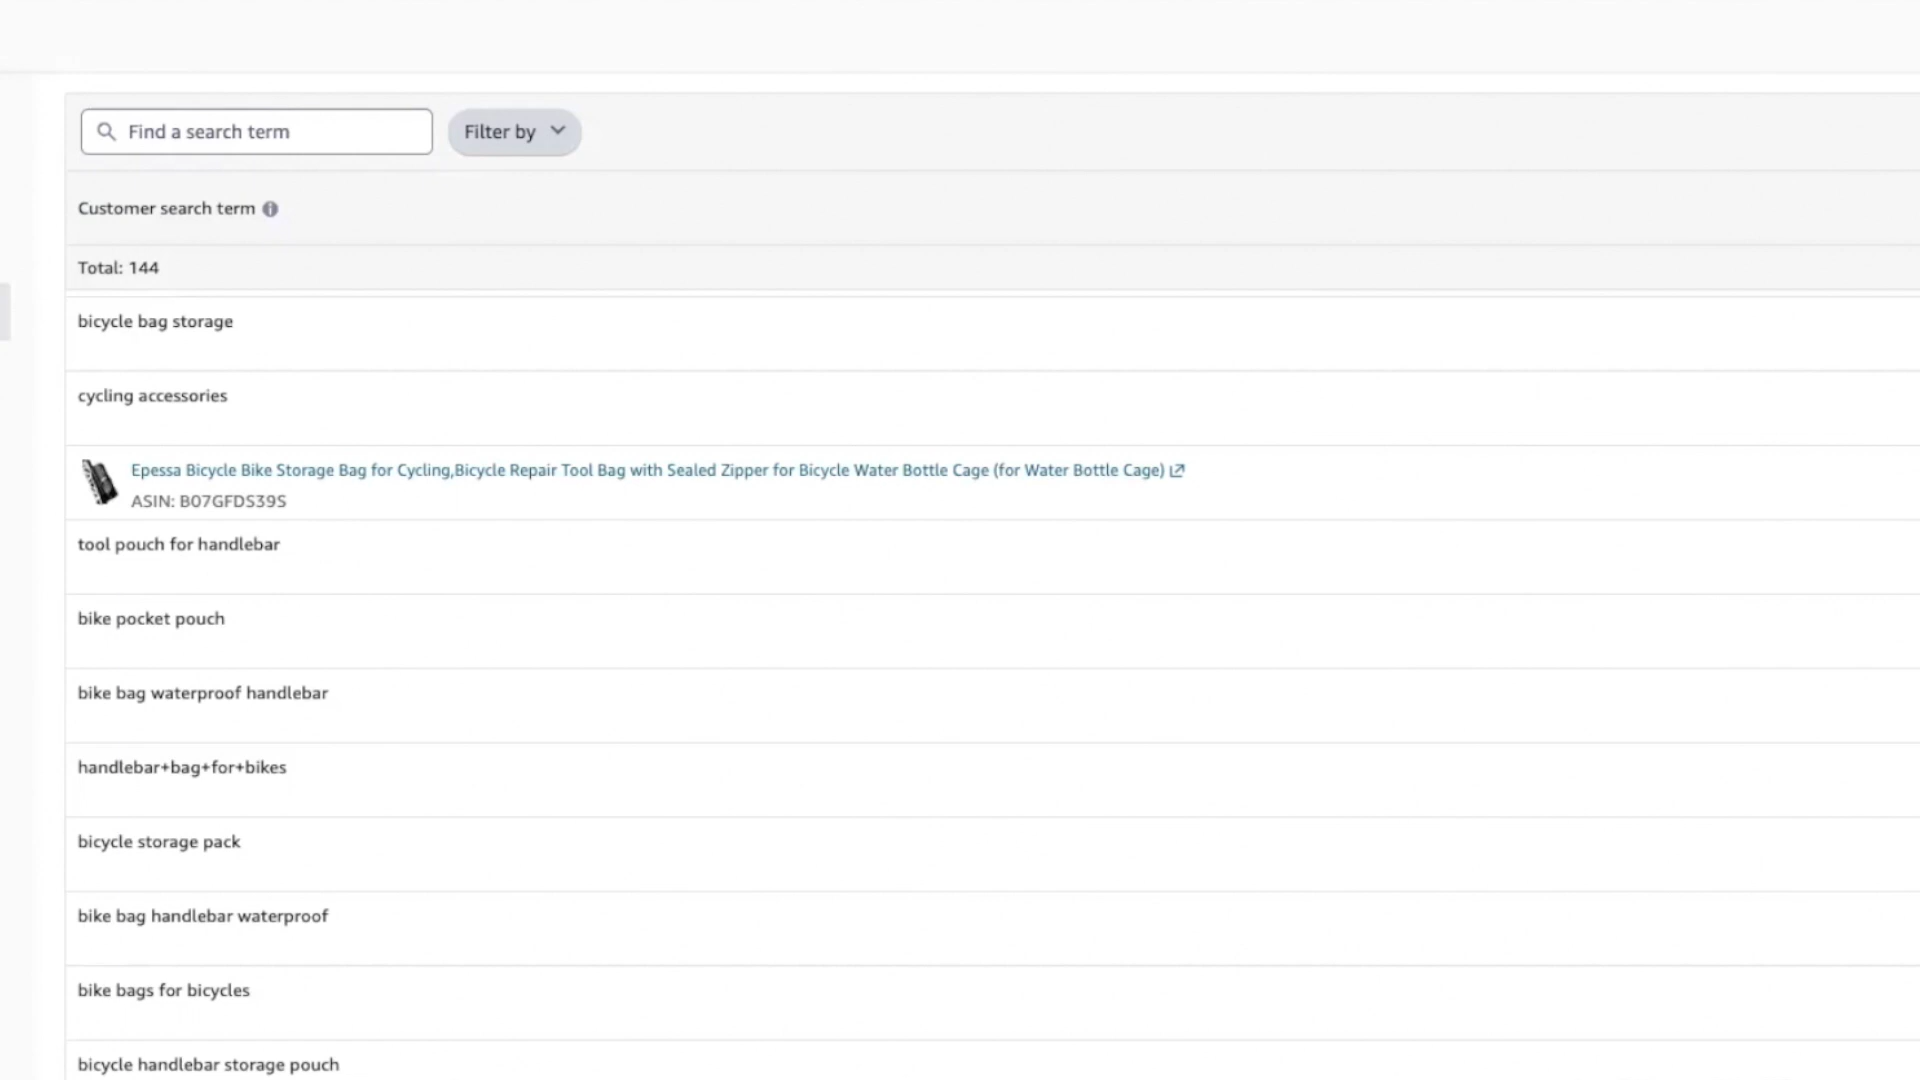 Find a search term
Filter by
Customer search term
Total: 144
bicycle bag storage
cycling accessories
Epessa Bicycle Bike Storage Bag for Cycling,Bicycle Repair Tool Bag with Sealed Zipper for Bicycle Water Bottle Cage (for Water Bottle Cage)
ASIN: B07GFDS39S
tool pouch for handlebar
bike pocket pouch
bike bag waterproof handlebar
handlebar+bag+for+bikes
bicycle storage pack
bike bag handlebar waterproof
bike bags for bicycles
bicycle handlebar storage pouch